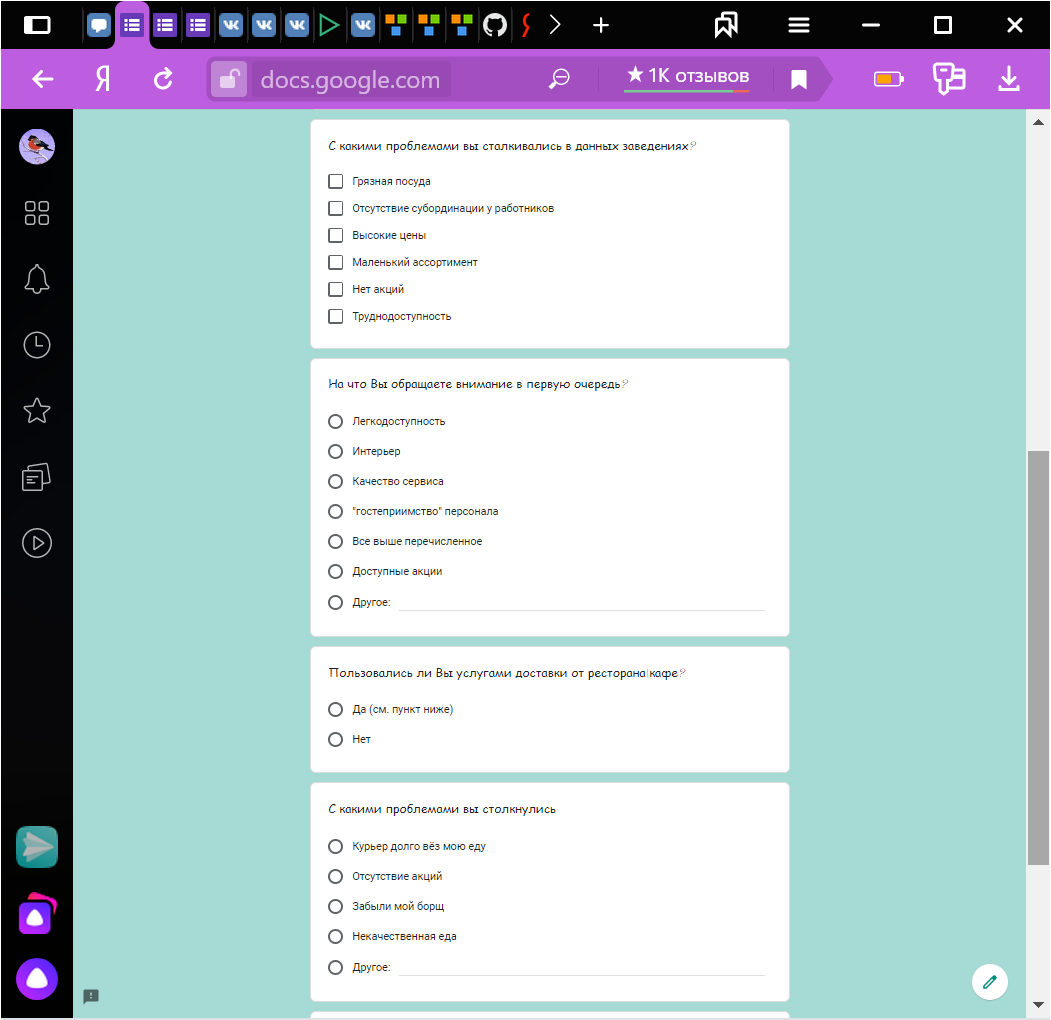 docs.google.com
★ 1К отзывов
С какими проблемами вы сталкивались в данных заведениях?
Грязная посуда
Отсутствие субординации у работников
Высокие цены
Маленький ассортимент
Нет акций
Труднодоступность
На что Вы обращаете внимание в первую очередь?
Легкодоступность
Интерьер
Качество сервиса
"гостеприимство" персонала
Все выше перечисленное
Доступные акции
Другое:
Пользовались ли Вы услугами доставки от ресторана|кафе?
Да (см. пункт ниже)
Нет
С какими проблемами вы столкнулись
Курьер долго вёз мою еду
Отсутствие акций
Забыли мой борщ
Некачественная еда
Другое: